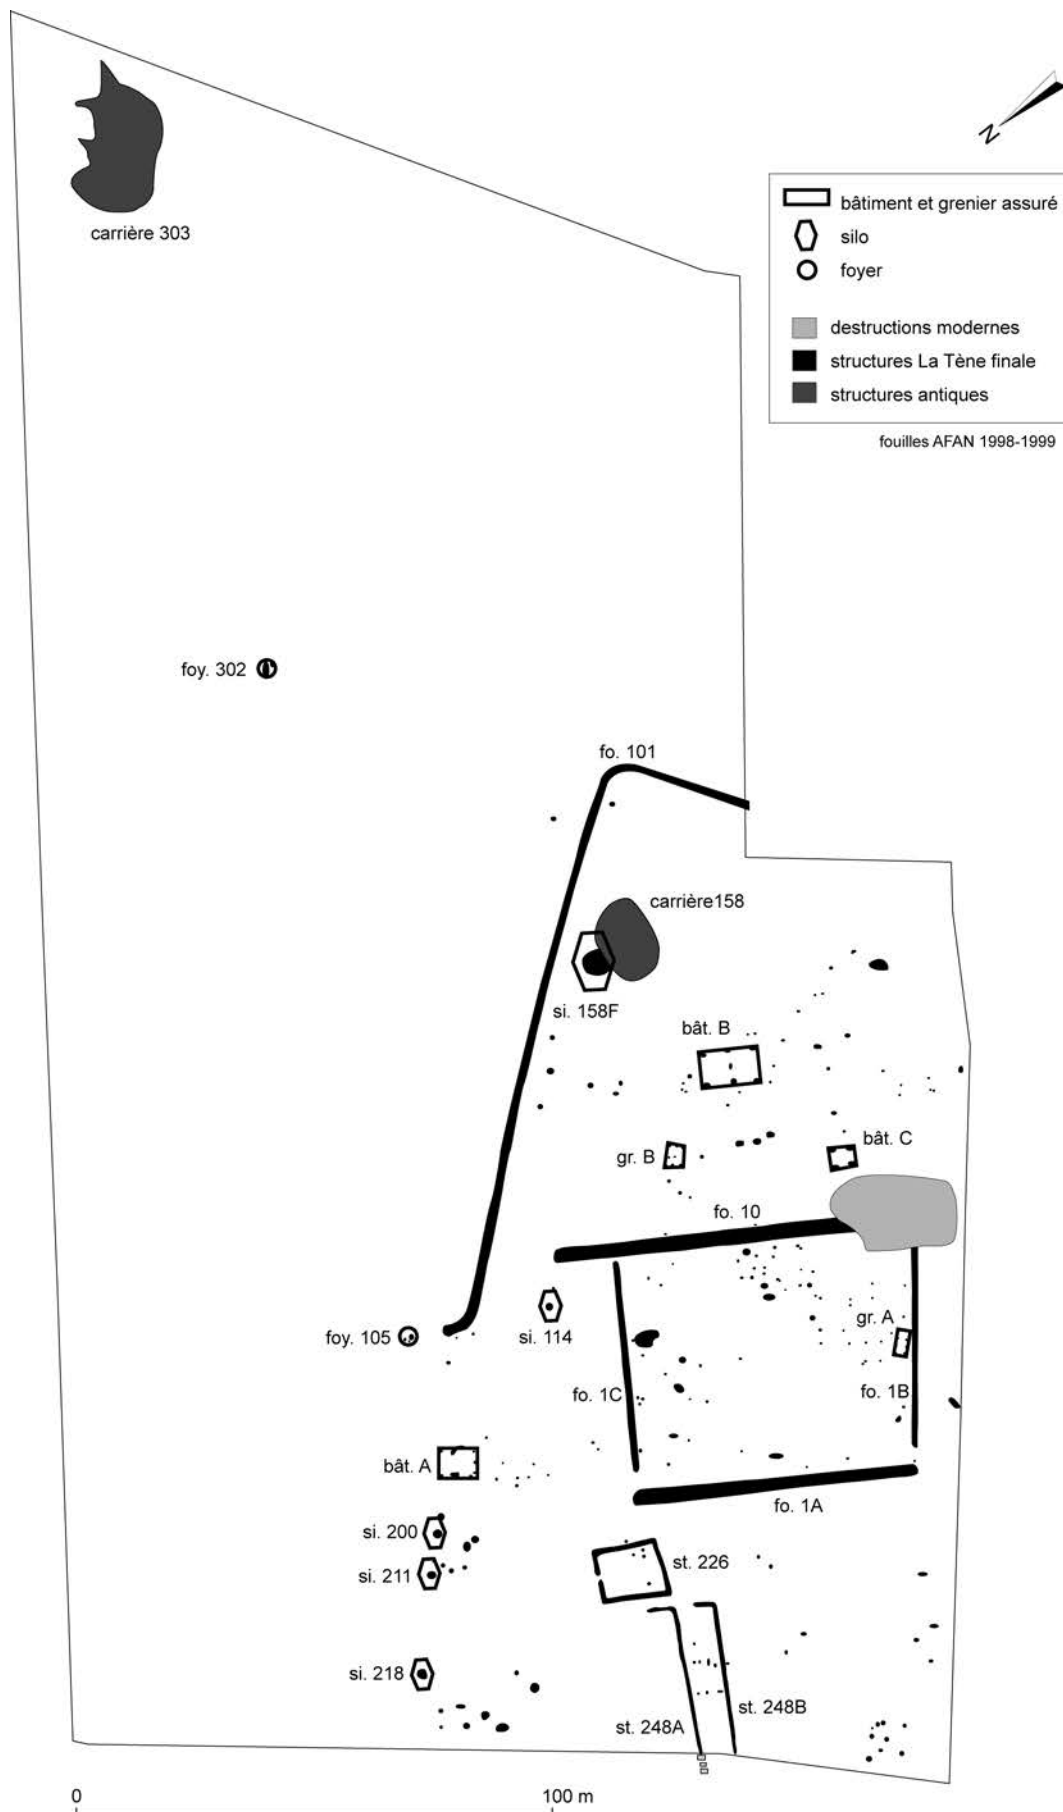 carrière 303
N
bâtiment et grenier assuré
silo
foyer
destructions modernes
structures La Tène finale
structures antiques
fouilles AFAN 1998-1999
foy. 302
fo. 101
carrière158
si. 158F
bât. B
bât. C
gr. B
fo. 10
foy. 105
si. 114
gr. A
fo. 1C
fo. 1B
bât. A
fo. 1A
si. 200
si. 211
st. 226
si. 218
st. 248A
st. 248B
0 100 m